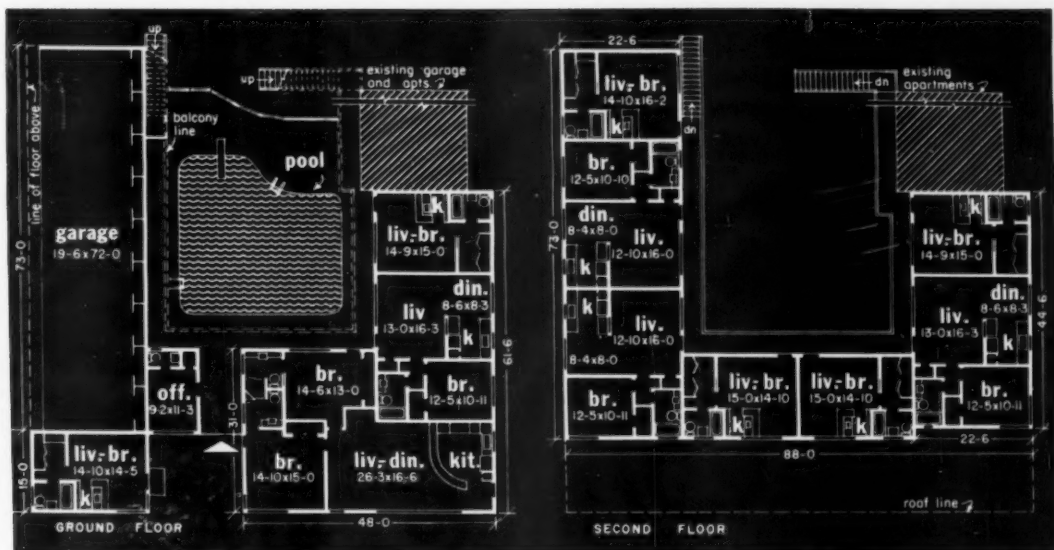 up
up
existing garage
and apts.
balcony
line
line of floor above
pool
garage
19-6x72-0
73-0
k
liv.-br.
14-9x15-0
din.
8-6x8-3
liv
13-0x16-3
k
61-6
br.
14-6x13-0
br.
12-5x10-11
off.
9-2x11-3
31-0
liv.-br.
14-10x14-5
k
15-0
br.
14-10x15-0
liv.-din.
26-3x16-6
kit.
48-0
GROUND FLOOR
22-6
liv.-br.
14-10x16-2
k
dn
dn
existing
apartments
br.
12-5x10-10
din.
8-4x8-0
liv.
12-10x16-0
k
73-0
k
liv.
12-10x16-0
8-4x8-0
br.
12-5x10-11
liv.-br.
15-0x14-10
k
liv.-br.
15-0x14-10
k
k
liv.-br.
14-9x15-0
din.
8-6x8-3
liv.
13-0x16-3
k
44-6
br.
12-5x10-11
22-6
88-0
roof line
SECOND FLOOR